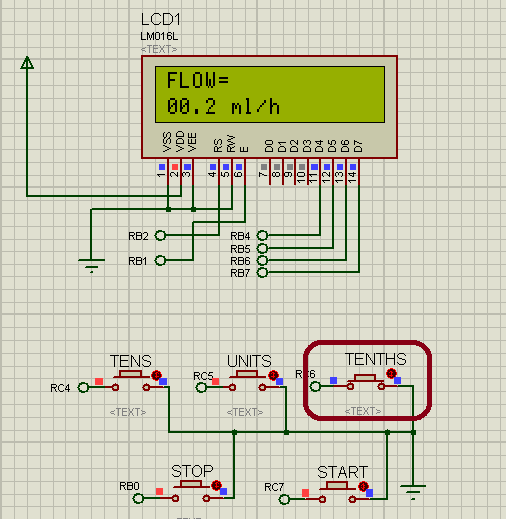 LCD1
LM016L
<TEXT>
FLOW=
00.2 ml/h
VSS VDD VEE RS RW E D0 D1 D2 D3 D4 D5 D6 D7
1 2 3 4 5 6 7 8 9 10 11 12 13 14
RB2 RB4
RB5
RB1 RB6
RB7
TENS UNITS TENTHS
RC4 RC5 RC6
<TEXT> <TEXT> <TEXT>
STOP START
RB0 RC7